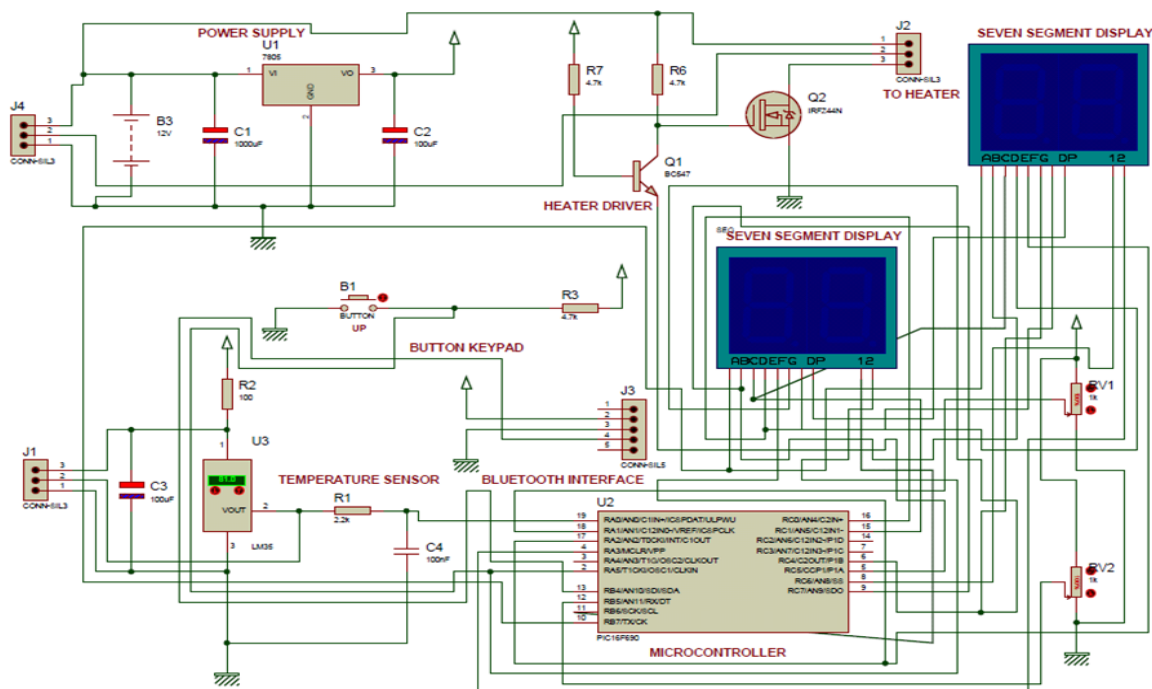 POWER SUPPLY
U1
7805
1
VI
VO
3
GND
2
J4
3
2
1
CONN-SIL3
B3
12V
C1
1000uF
C2
100uF
R7
4.7k
R6
4.7k
Q2
IRFZ44N
Q1
BC547
HEATER DRIVER
J2
1
2
3
CONN-SIL3
TO HEATER
SEVEN SEGMENT DISPLAY
ABCDEFG DP
12
SEVEN SEGMENT DISPLAY
ABCDEFG DP
12
B1
BUTTON
UP
R3
4.7k
BUTTON KEYPAD
R2
100
U3
1
VOUT
2
3
LM35
J1
3
2
1
CONN-SIL3
C3
100uF
TEMPERATURE SENSOR
R1
2.2k
C4
100nF
J3
1
2
3
4
5
CONN-SIL5
BLUETOOTH INTERFACE
U2
19 RA0/AN0/C1IN+/ICSPDAT/ULPWU RC0/AN4/C2IN+ 16
18 RA1/AN1/C12IN0-/VREF/ICSPCLK RC1/AN5/C12IN1- 15
17 RA2/AN2/T0CKI/INT/C1OUT RC2/AN6/C12IN2-/P1D 14
4 RA3/MCLR/VPP RC3/AN7/C12IN3-/P1C 7
3 RA4/AN3/T1G/OSC2/CLKOUT RC4/C2OUT/P1B 6
2 RA5/T1CKI/OSC1/CLKIN RC5/CCP1/P1A 5
RC6/AN8/SS 8
13 RB4/AN10/SDI/SDA RC7/AN9/SDO 9
12 RB5/AN11/RX/DT
11 RB6/SCK/SCL
10 RB7/TX/CK
PIC16F690
MICROCONTROLLER
RV1
1k
RV2
1k